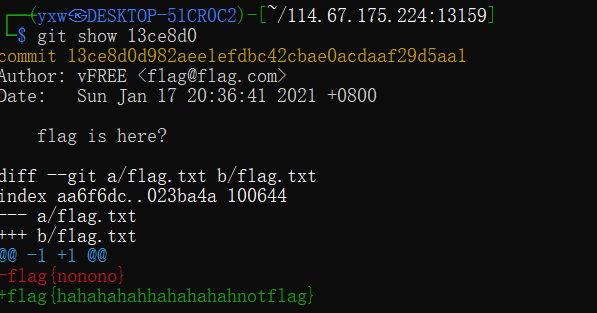 ┌──(yxw㉿DESKTOP-51CR0C2)-[~/114.67.175.224:13159]
└─$ git show 13ce8d0
commit 13ce8d0d982aee1efdbc42cbae0acdaaf29d5aa1
Author: vFREE <flag@flag.com>
Date:   Sun Jan 17 20:36:41 2021 +0800
    flag is here?
diff --git a/flag.txt b/flag.txt
index aa6f6dc..023ba4a 100644
--- a/flag.txt
+++ b/flag.txt
@@ -1 +1 @@
-flag{nonono}
+flag{hahahahahhahahahahnotflag}